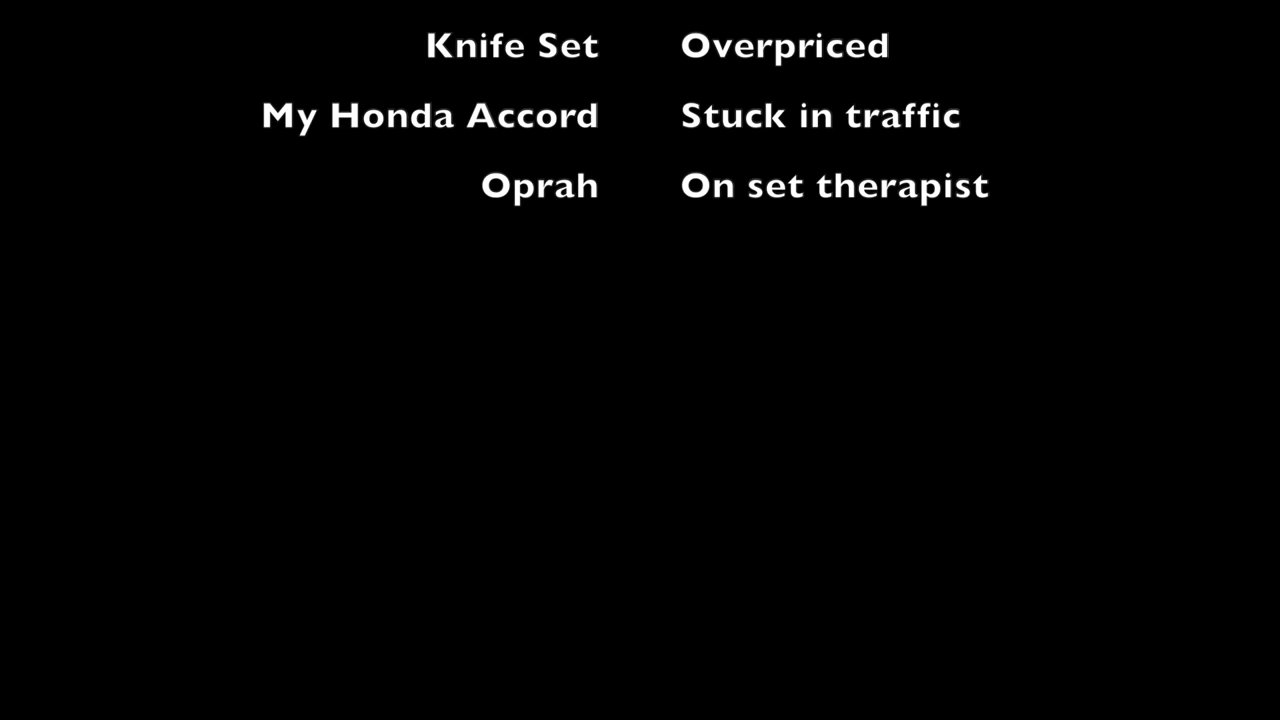 Knife Set Overpriced
My Honda Accord Stuck in traffic
Oprah On set therapist